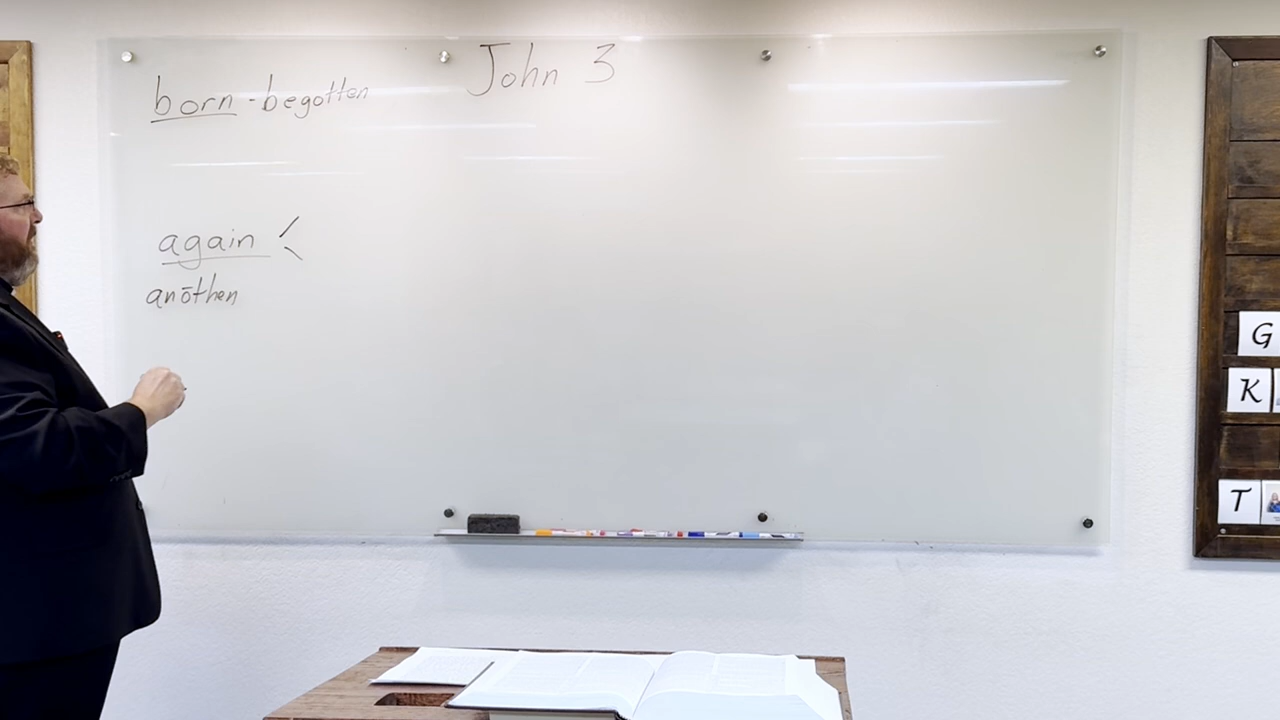 John 3
born - begotten
again <
anōthen
G
K
T